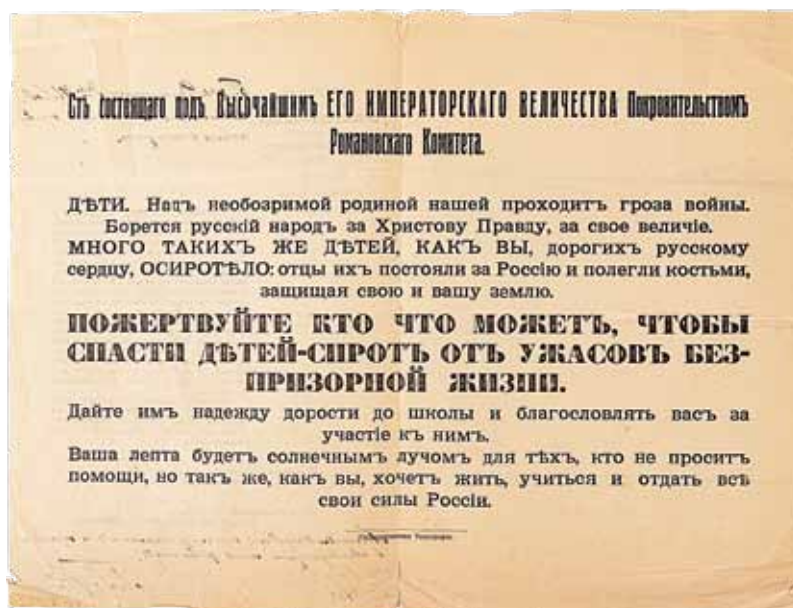 Отъ состоящаго подъ Высочайшимъ ЕГО ИМПЕРАТОРСКАГО ВЕЛИЧЕСТВА Покровительствомъ
Романовскаго Комитета.
ДѢТИ. Надъ необозримой родиной нашей проходитъ гроза войны.
Борется русскій народъ за Христову Правду, за свое величіе.
МНОГО ТАКИХЪ ЖЕ ДѢТЕЙ, КАКЪ ВЫ, дорогихъ русскому
сердцу, ОСИРОТѢЛО: отцы ихъ постояли за Россію и полегли костьми,
защищая свою и вашу землю.
ПОЖЕРТВУЙТЕ КТО ЧТО МОЖЕТЪ, ЧТОБЫ
СПАСТИ ДѢТЕЙ-СИРОТЪ ОТЪ УЖАСОВЪ БЕЗ-
ПРИЗОРНОЙ ЖИЗНИ.
Дайте имъ надежду дорости до школы и благословлять васъ за
участіе къ нимъ.
Ваша лепта будетъ солнечнымъ лучомъ для тѣхъ, кто не проситъ
помощи, но такъ же, какъ вы, хочетъ жить, учиться и отдать всѣ
свои силы Россіи.